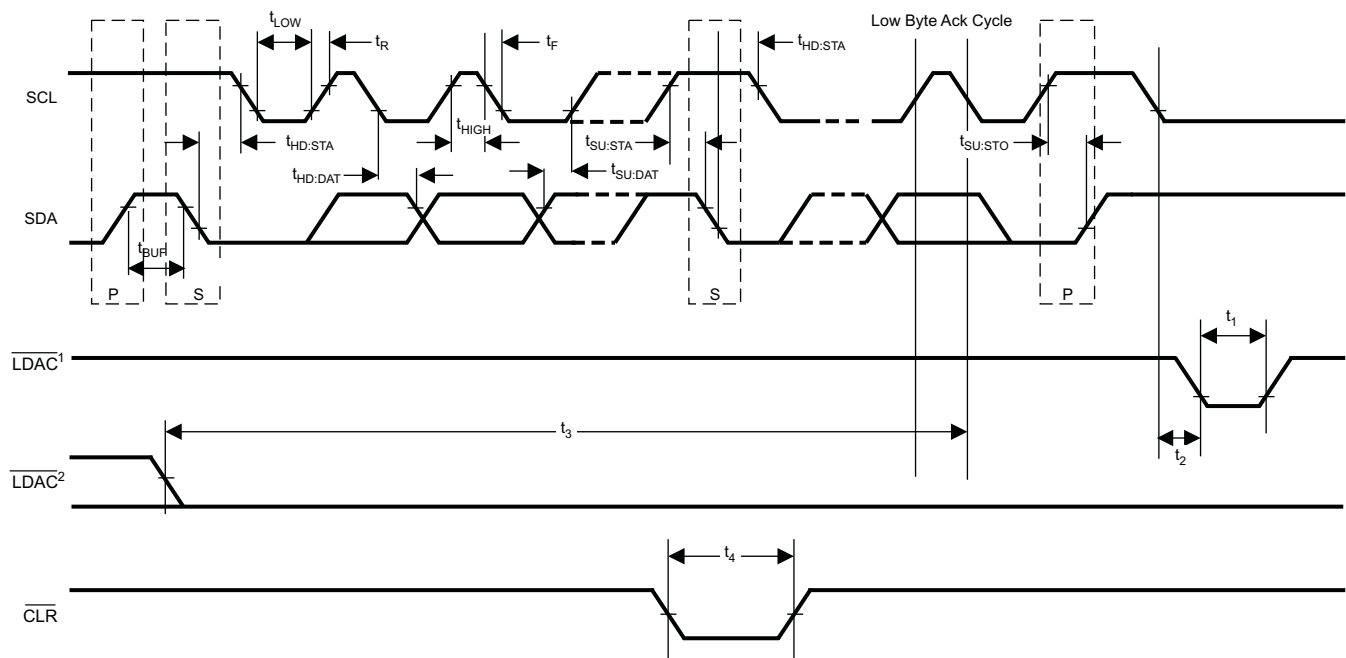 Low Byte Ack Cycle
tLOW
tR
tF
tHD:STA
SCL
tHD:STA
tHIGH
tSU:STA
tSU:STO
tHD:DAT
tSU:DAT
SDA
tBUF
P
S
S
P
t1
LDAC1
t3
t2
LDAC2
t4
CLR